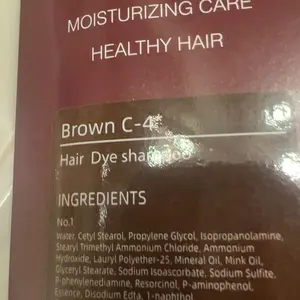 MOISTURIZING CARE
HEALTHY HAIR
Brown C-4
Hair Dye shampoo
INGREDIENTS
No.1
Water, Cetyl Stearol, Propylene Glycol, Isopropanolamine,
Stearyl Trimethyl Ammonium Chloride, Ammonium
Hydroxide, Lauryl Polyether-25, Mineral Oil, Mink Oil,
Glyceryl Stearate, Sodium Isoascorbate, Sodium Sulfite,
P-phenylenediamine, Resorcinol, P-aminophenol,
Essence, Disodium Edta, 1-naphthol